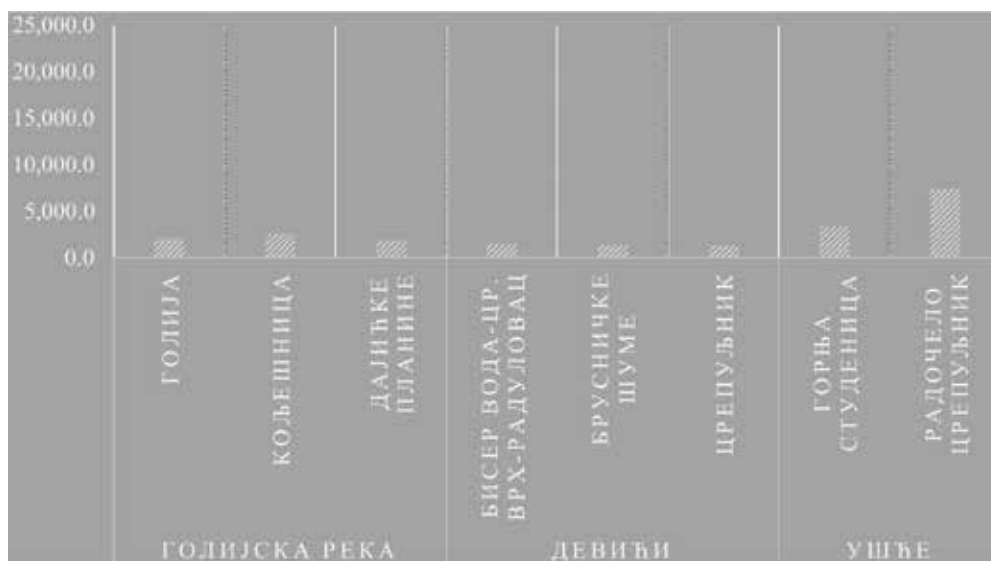 25,000.0
20,000.0
15,000.0
10,000.0
5,000.0
0.0
ГОЛИЈА
КОЉЕШНИЦА
ДАЈИЋКЕ
ПЛАНИНЕ
БИСЕР ВОДА-ЦР.
ВРХ-РАДУЛОВАЦ
БРУСНИЧКЕ
ШУМЕ
ЦРЕПУЉНИК
ГОРЊА
СТУДЕНИЦА
РАДОЧЕЛО
ЦРЕПУЉНИК
ГОЛИЈСКА РЕКА
ДЕВИЋИ
УШЋЕ